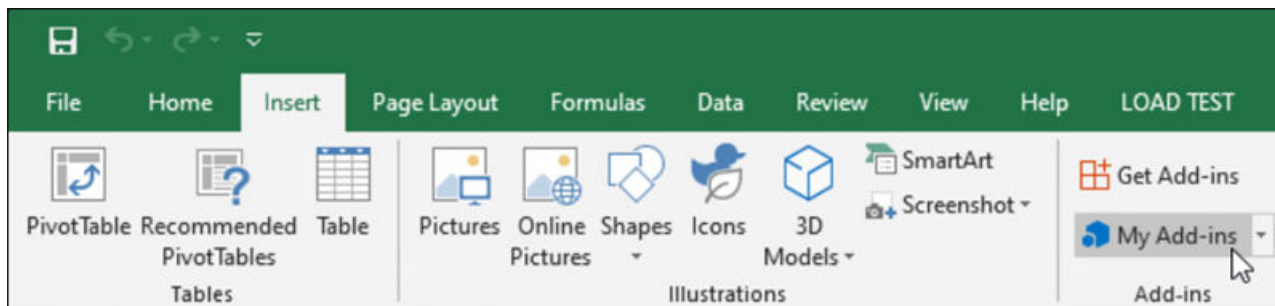 File Home Insert Page Layout Formulas Data Review View Help LOAD TEST
PivotTable
Recommended
PivotTables
Table
Tables
Pictures
Online
Pictures
Shapes
Icons
3D
Models
SmartArt
Screenshot
Illustrations
Get Add-ins
My Add-ins
Add-ins